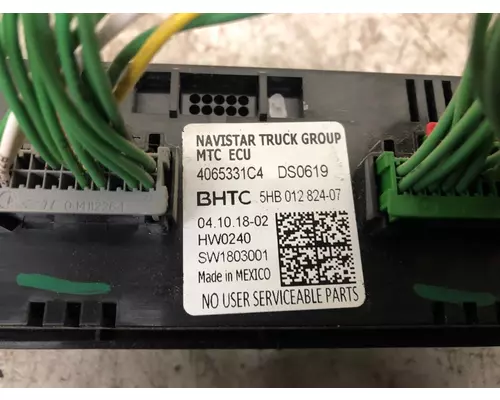 NAVISTAR TRUCK GROUP
MTC ECU
4065331C4 DS0619
BHTC 5HB 012 824-07
04.10.18-02
HW0240
SW1803001
Made in MEXICO
NO USER SERVICEABLE PARTS